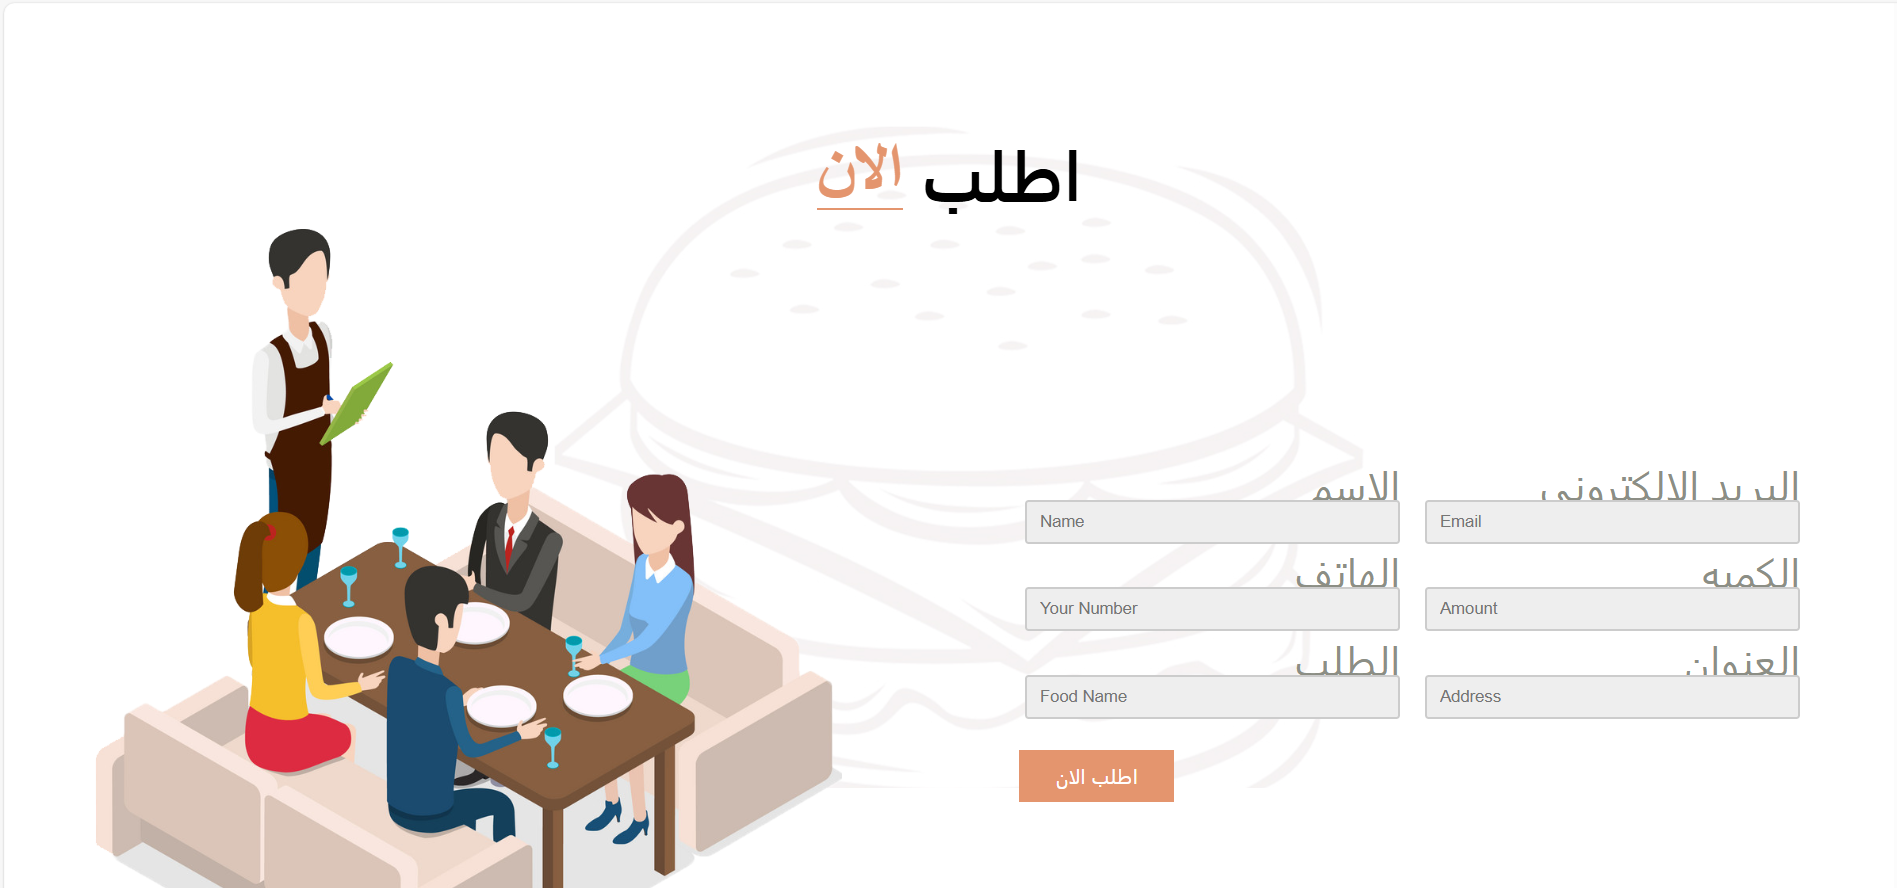 اطلب الان
البريد الالكتروني
الاسم
Email
Name
الكميه
الهاتف
Amount
Your Number
العنوان
الطلب
Address
Food Name
اطلب الان